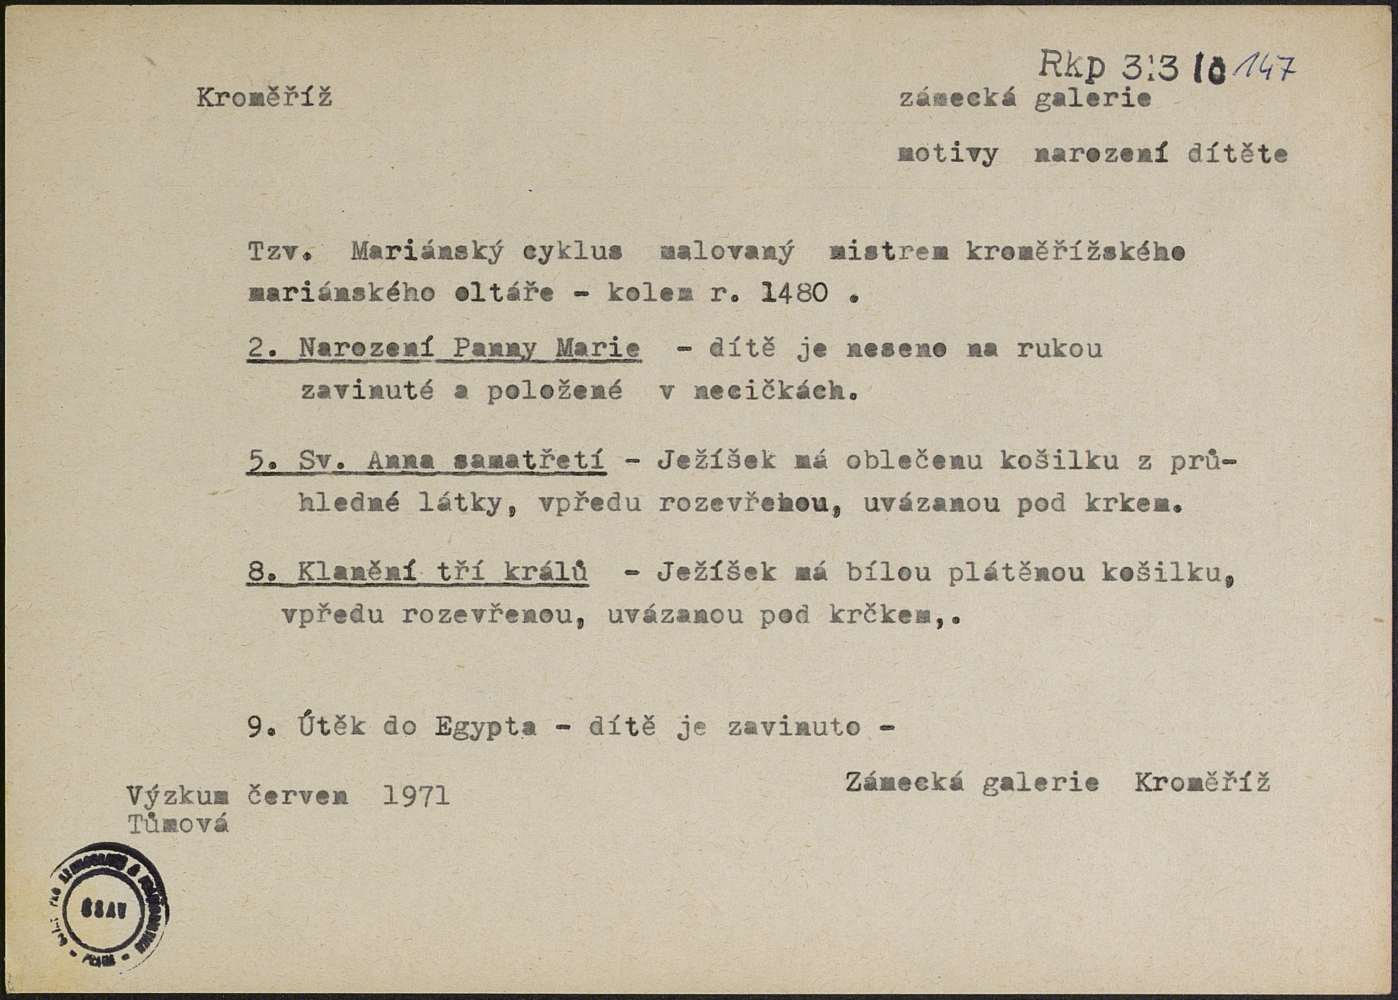 Rkp 313 10 147
Kroměříž
zámecká galerie
motivy narození dítěte
Tzv. Mariánský cyklus malovaný mistrem kroměřížského
mariánského oltáře - kolem r. 1480 .
2. Narození Panny Marie - dítě je neseno na rukou
zavinuté a položené v necičkách.
5. Sv. Anna samatřetí - Ježíšek má oblečenu košilku z prů-
hledné látky, vpředu rozevřenou, uvázanou pod krkem.
8. Klanění tří králů - Ježíšek má bílou plátěnou košilku,
vpředu rozevřenou, uvázanou pod krčkem,.
9. Útěk do Egypta - dítě je zavinuto -
Zámecká galerie Kroměříž
Výzkum červen 1971
Tůmová
ČSAV
PRAHA